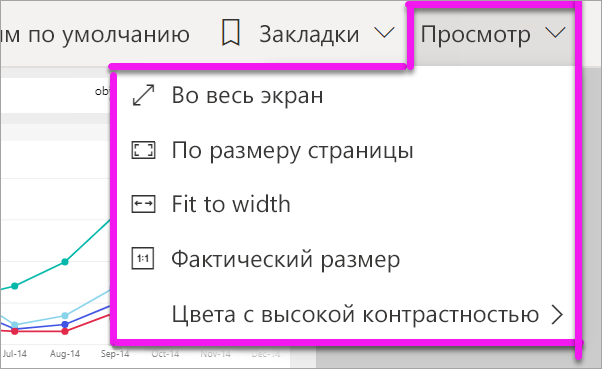 ым по умолчанию Закладки Просмотр
Во весь экран
По размеру страницы
Fit to width
1:1 Фактический размер
Цвета с высокой контрастностью
Jul-14 Aug-14 Sep-14 Oct-14 Nov-14 Dec-14